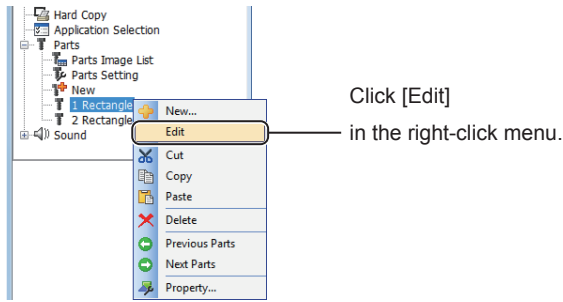 Hard Copy
Application Selection
Parts
Parts Image List
Parts Setting
New
1 Rectangle
2 Rectangle
Sound
New...
Edit
Cut
Copy
Paste
Delete
Previous Parts
Next Parts
Property...
Click [Edit]
in the right-click menu.